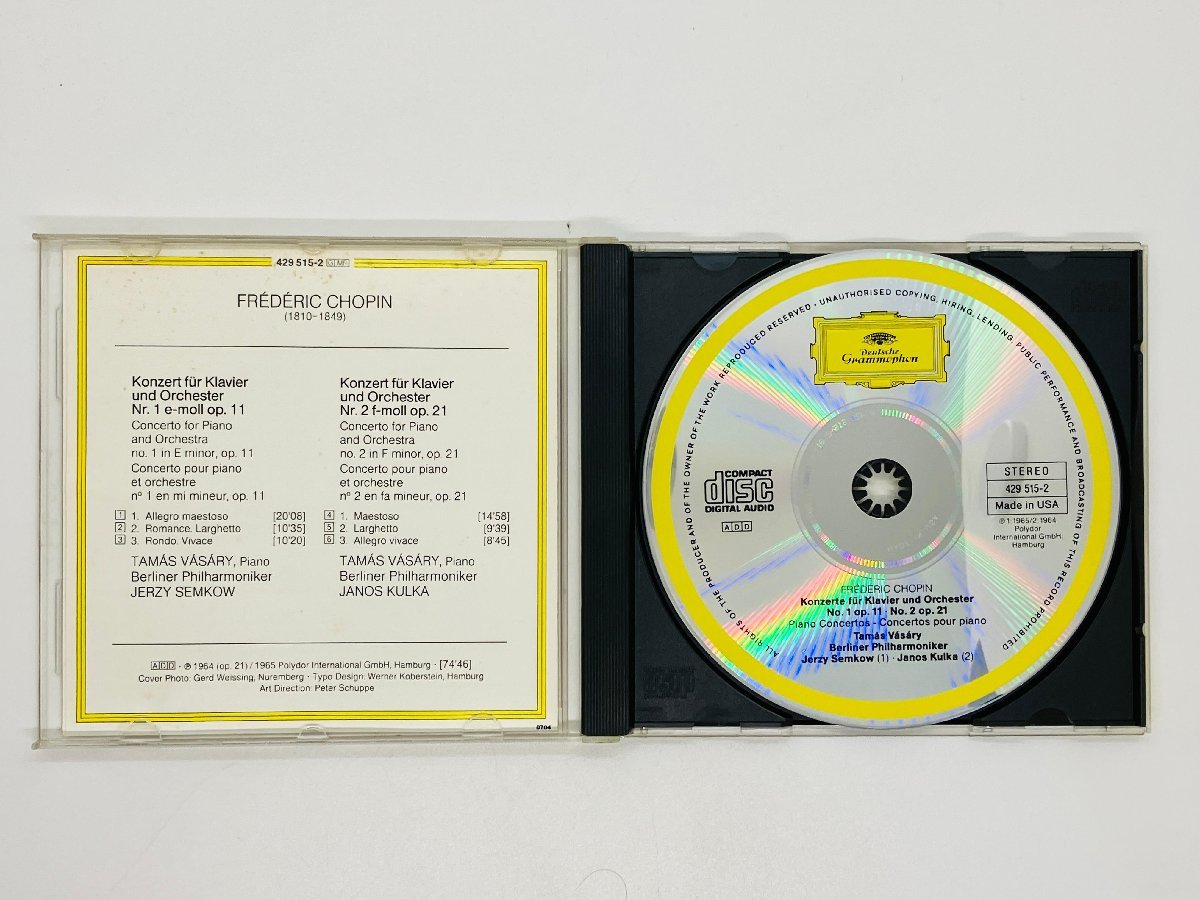 429 515-2 G MF
FRÉDÉRIC CHOPIN
(1810-1849)
Konzert für Klavier
und Orchester
Nr. 1 e-moll op. 11
Concerto for Piano
and Orchestra
no. 1 in E minor, op. 11
Concerto pour piano
et orchestre
nº 1 en mi mineur, op. 11
1 1. Allegro maestoso [20'08]
2 2. Romance. Larghetto [10'35]
3 3. Rondo. Vivace [10'20]
TAMÁS VÁSÁRY, Piano
Berliner Philharmoniker
JERZY SEMKOW
Konzert für Klavier
und Orchester
Nr. 2 f-moll op. 21
Concerto for Piano
and Orchestra
no. 2 in F minor, op. 21
Concerto pour piano
et orchestre
nº 2 en fa mineur, op. 21
4 1. Maestoso [14'58]
5 2. Larghetto [9'39]
6 3. Allegro vivace [8'45]
TAMÁS VÁSÁRY, Piano
Berliner Philharmoniker
JANOS KULKA
ADD · ℗ 1964 (op. 21) / 1965 Polydor International GmbH, Hamburg · [74'46]
Cover Photo: Gerd Weissing, Nuremberg · Typo Design: Werner Koberstein, Hamburg
Art Direction: Peter Schuppe
0704
ALL RIGHTS OF THE PRODUCER AND OF THE OWNER OF THE WORK REPRODUCED RESERVED · UNAUTHORISED COPYING, HIRING, LENDING, PUBLIC PERFORMANCE AND BROADCASTING OF THIS RECORD PROHIBITED
Deutsche
Grammophon
COMPACT
disc
DIGITAL AUDIO
ADD
STEREO
429 515-2
Made in USA
℗ 1:1965/2:1964
Polydor
International GmbH,
Hamburg
FRÉDÉRIC CHOPIN
Konzerte für Klavier und Orchester
No. 1 op. 11 · No. 2 op. 21
Piano Concertos · Concertos pour piano
Tamás Vásáry
Berliner Philharmoniker
Jerzy Semkow (1) · Janos Kulka (2)